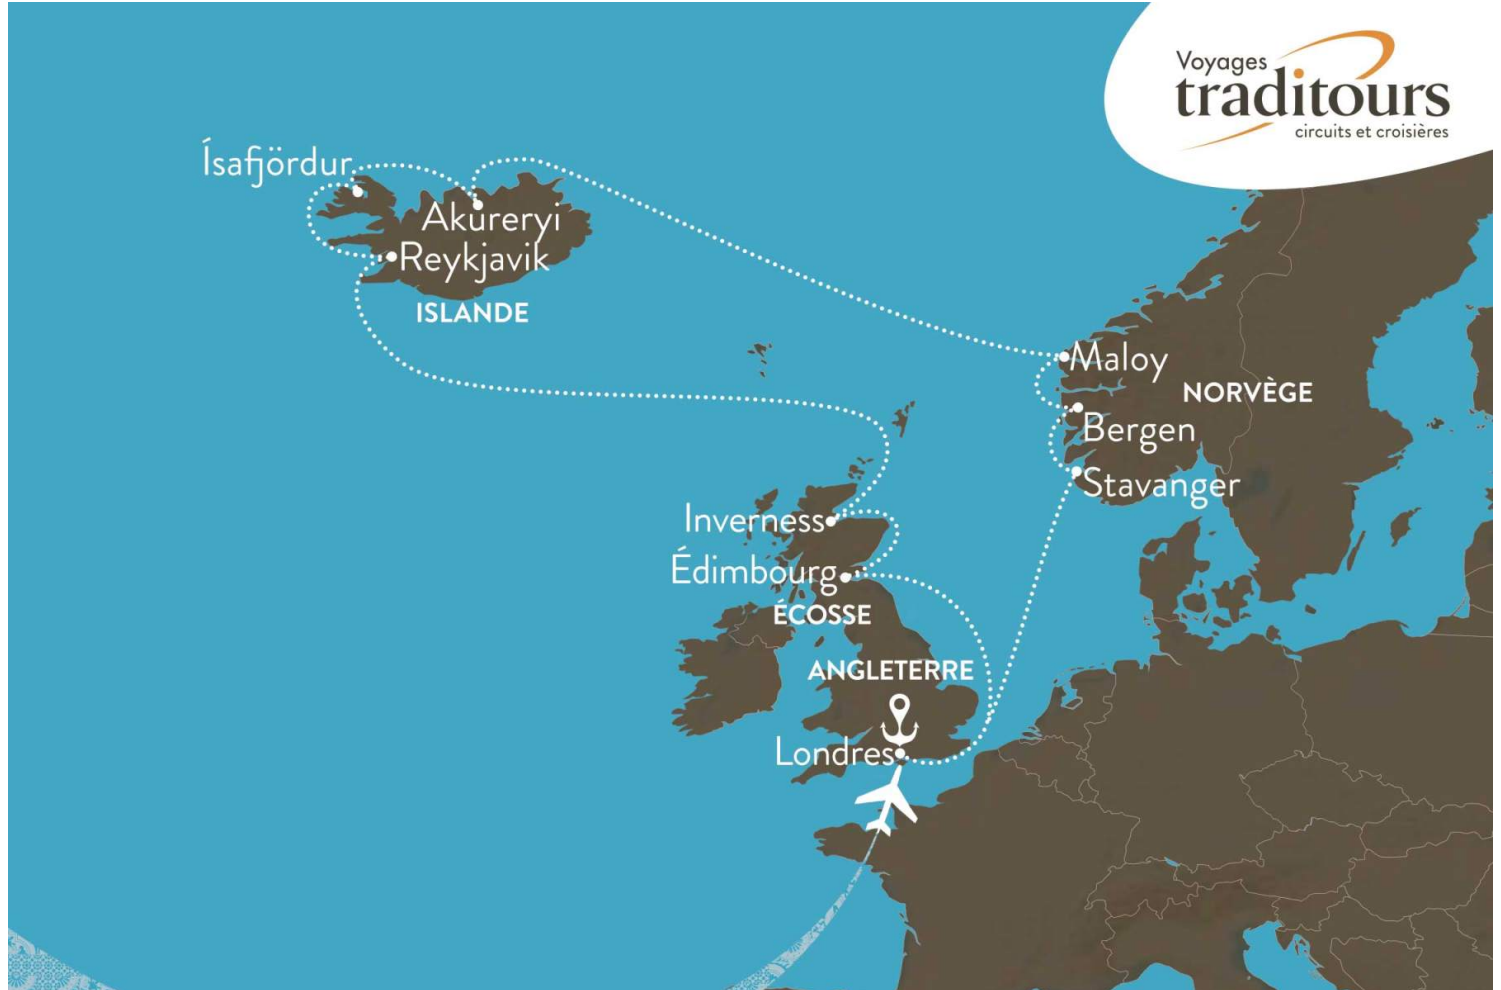 Voyages
traditours
circuits et croisières
Ísafjördur
Akureryi
Reykjavik
ISLANDE
Maloy
NORVÈGE
Bergen
Stavanger
Inverness
Édimbourg
ÉCOSSE
ANGLETERRE
Londres